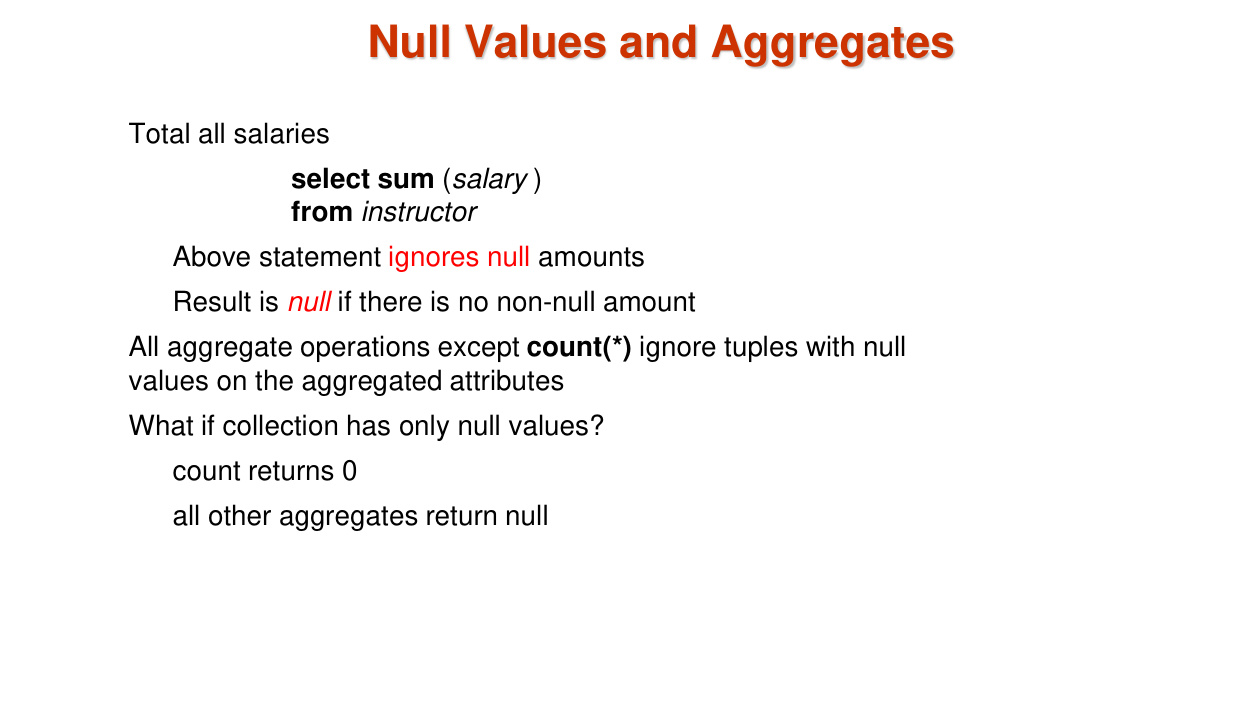 Null Values and Aggregates
Total all salaries
select sum (salary )
from instructor
Above statement ignores null amounts
Result is null if there is no non-null amount
All aggregate operations except count(*) ignore tuples with null
values on the aggregated attributes
What if collection has only null values?
count returns 0
all other aggregates return null